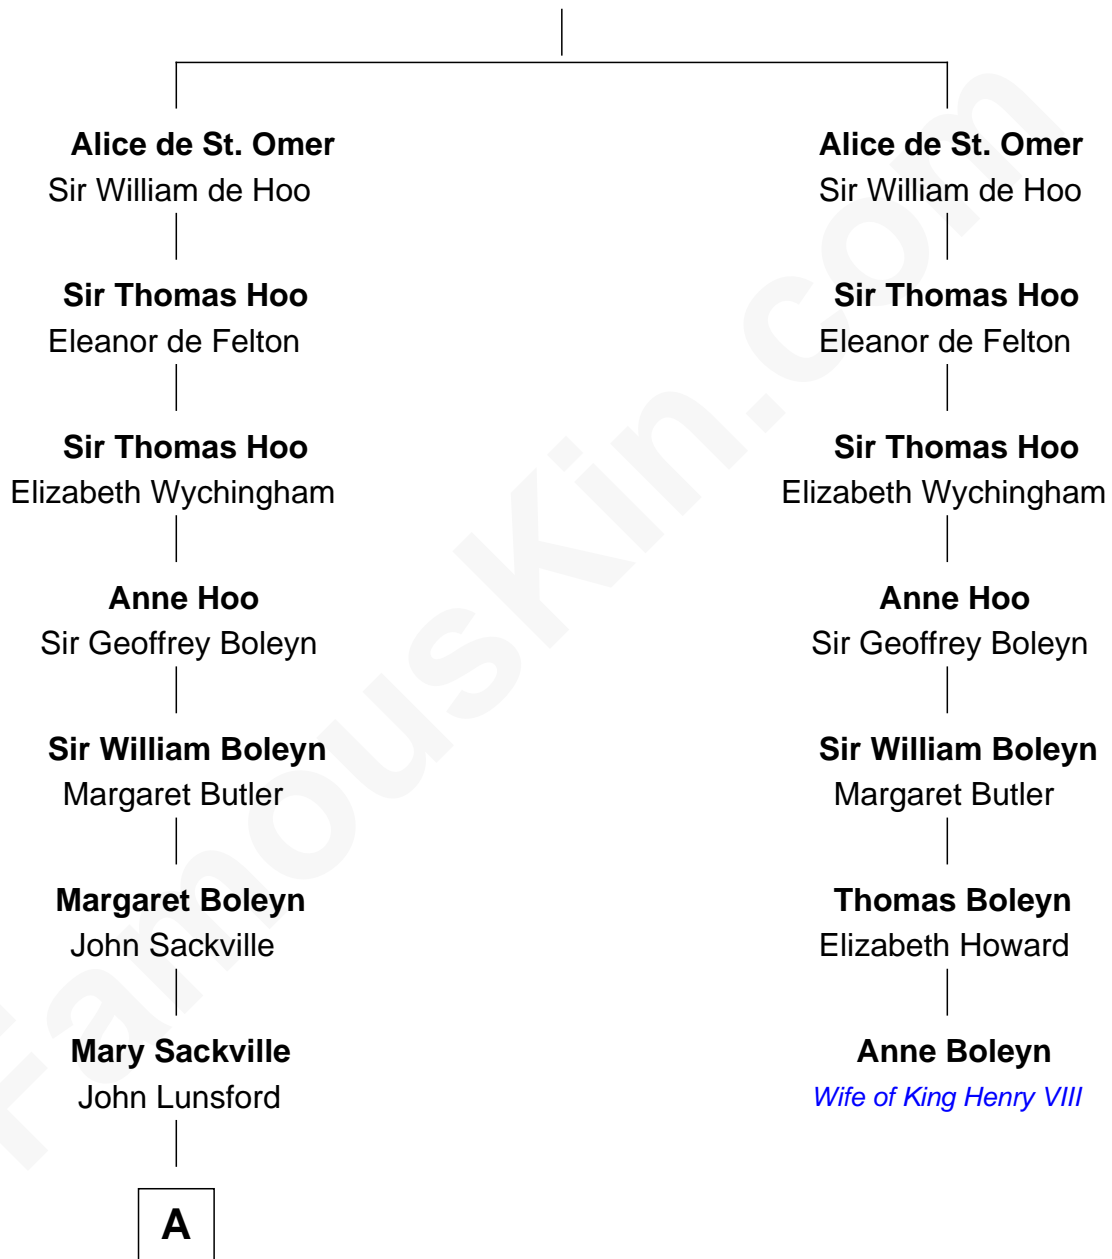 Alice de St. Omer
Sir William de Hoo
Sir Thomas Hoo
Eleanor de Felton
Sir Thomas Hoo
Elizabeth Wychingham
Anne Hoo
Sir Geoffrey Boleyn
Sir William Boleyn
Margaret Butler
Margaret Boleyn
John Sackville
Mary Sackville
John Lunsford
A
Alice de St. Omer
Sir William de Hoo
Sir Thomas Hoo
Eleanor de Felton
Sir Thomas Hoo
Elizabeth Wychingham
Anne Hoo
Sir Geoffrey Boleyn
Sir William Boleyn
Margaret Butler
Thomas Boleyn
Elizabeth Howard
Anne Boleyn
Wife of King Henry VIII
FamousKin.com